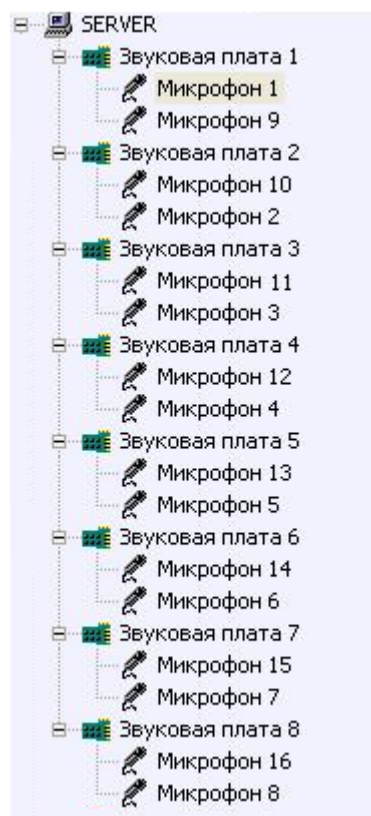 SERVER
Звуковая плата 1
Микрофон 1
Микрофон 9
Звуковая плата 2
Микрофон 10
Микрофон 2
Звуковая плата 3
Микрофон 11
Микрофон 3
Звуковая плата 4
Микрофон 12
Микрофон 4
Звуковая плата 5
Микрофон 13
Микрофон 5
Звуковая плата 6
Микрофон 14
Микрофон 6
Звуковая плата 7
Микрофон 15
Микрофон 7
Звуковая плата 8
Микрофон 16
Микрофон 8